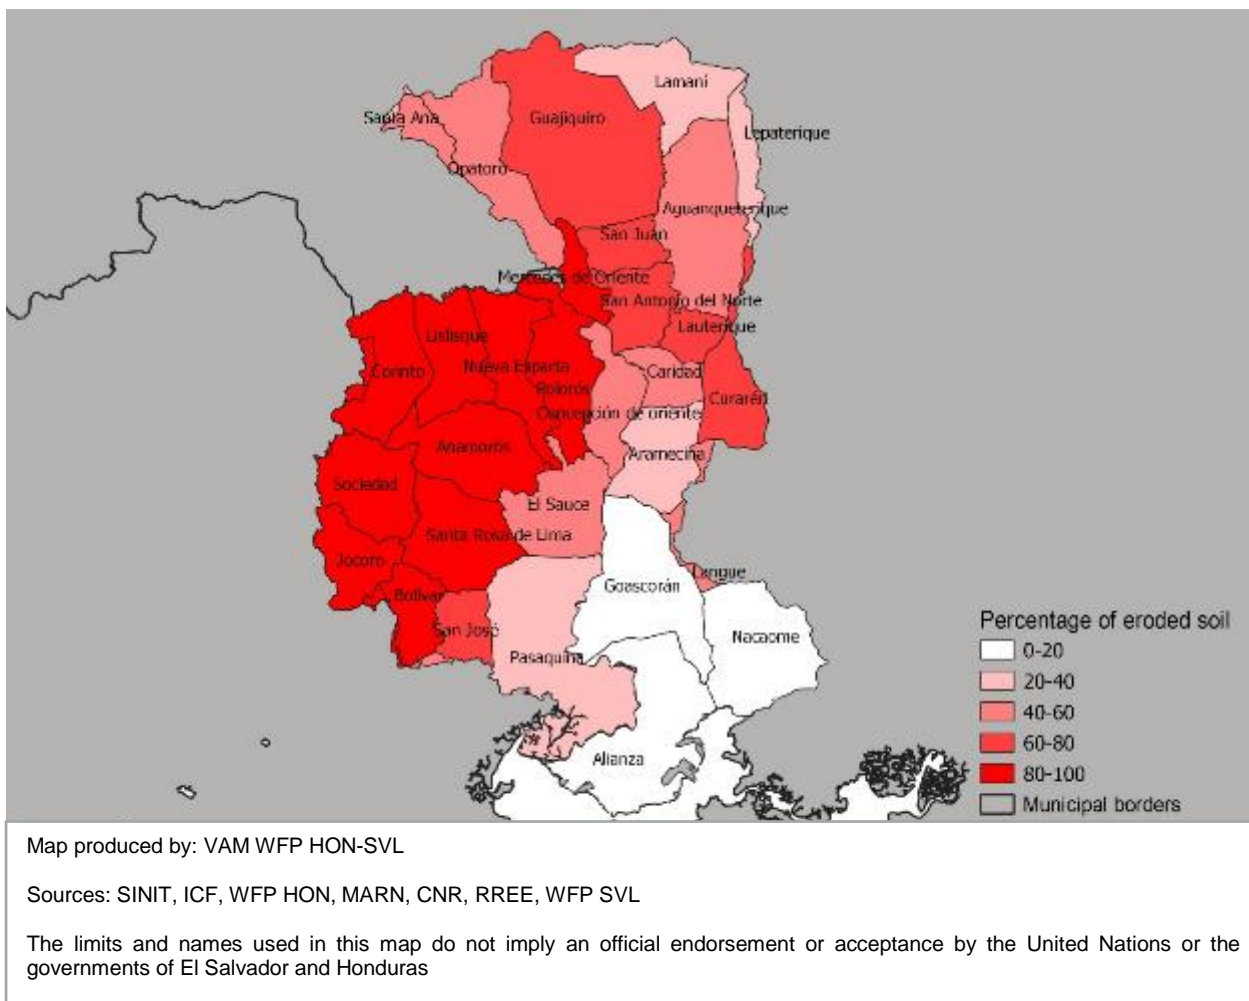 Lamaní
Santa Ana
Guajiquiro
Lepaterique
Opatoro
Aguanqueterique
San Juan
Mercedes de Oriente
San Antonio del Norte
Lauterique
Lislique
Corinto
Nueva Esparta
Caridad
Polorós
Curarén
Concepción de oriente
Anamorós
Aramecina
Sociedad
El Sauce
Santa Rosa de Lima
Jocoro
Langue
Goascorán
Bolívar
San José
Nacaome
Pasaquina
Alianza
Percentage of eroded soil
0-20
20-40
40-60
60-80
80-100
Municipal borders
Map produced by: VAM WFP HON-SVL
Sources: SINIT, ICF, WFP HON, MARN, CNR, RREE, WFP SVL
The limits and names used in this map do not imply an official endorsement or acceptance by the United Nations or the
governments of El Salvador and Honduras